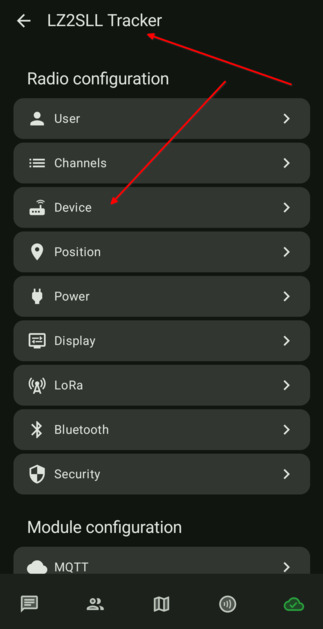 LZ2SLL Tracker
Radio configuration
User
Channels
Device
Position
Power
Display
LoRa
Bluetooth
Security
Module configuration
MQTT